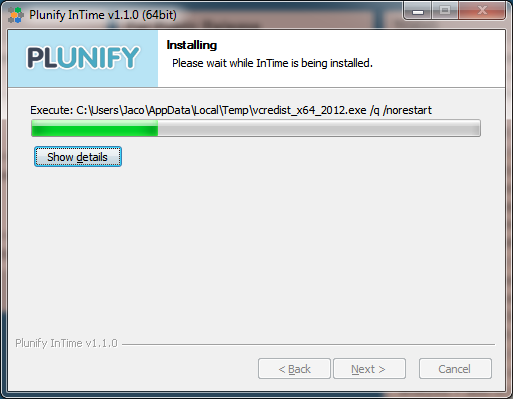 Plunify InTime v1.1.0 (64bit)
PLUNIFY
Installing
Please wait while InTime is being installed.
Execute: C:\Users\Jaco\AppData\Local\Temp\vcredist_x64_2012.exe /q /norestart
Show details
Plunify InTime v1.1.0
< Back
Next >
Cancel